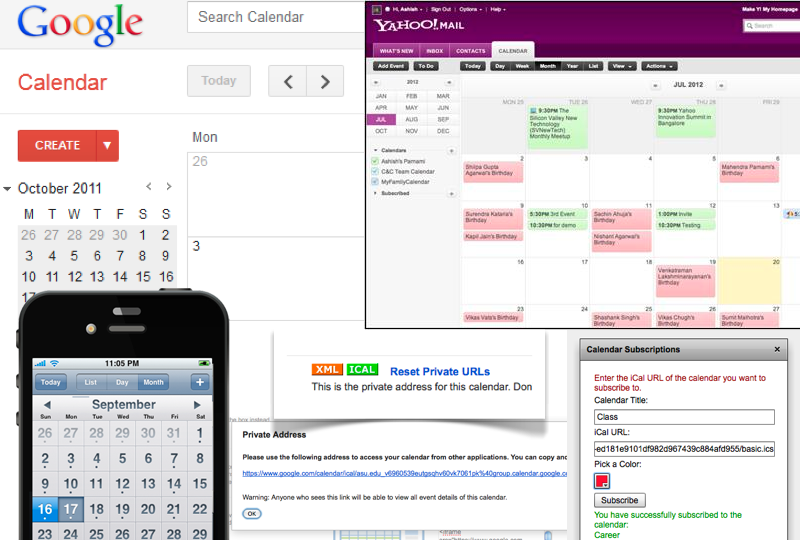 Google
Search Calendar
Calendar
Today
CREATE
Mon
26
3
October 2011
M T W T F S S
26 27 28 29 30 1 2
3 4 5 6 7 8 9
10 11 12 13 14 15 16
Hi, Ashish
Sign Out
Options
Help
Make Y! My Homepage
YAHOO! MAIL
Search
WHAT'S NEW
INBOX
CONTACTS
CALENDAR
Add Event
To Do
Today
Day
Week
Month
Year
List
View
Actions
2012
JAN FEB MAR
APR MAY JUN
JUL AUG SEP
OCT NOV DEC
Calendars
Ashish's Parnami
C&C Team Calendar
MyFamilyCalendar
Subscribed
JUL 2012
MON 25
TUE 26
WED 27
THU 28
FRI 29
9:30PM The
Silicon Valley New
Technology
(SVNewTech)
Monthly Meetup
9:30PM Yahoo
Innovation Summit in
Bangalore
2 3 4 5 6
Shilpa Gupta
Agarwal's Birthday
Mahendra Parnami's
Birthday
9 10 11 12 13
Surendra Kataria's
Birthday
Kapil Jain's Birthday
5:30PM 3rd Event
10:30PM for demo
Sachin Ahuja's
Birthday
Nishant Agarwal's
Birthday
1:00PM Invite
10:30PM Testing
16 17 18 19 20
Venkatraman
Lakshminarayanan's
Birthday
23 24 25 26 27
Vikas Vats's Birthday
Shashank Singh's
Birthday
Vikas Chugh's
Birthday
Sumit Malhotra's
Birthday
11:05 PM
Today
List
Day
Month
+
September
Sun Mon Tue Wed Thu Fri Sat
26 27 28 29 30 31 1
2 3 4 5 6 7 8
9 10 11 12 13 14 15
16 17 18 19 20 21 22
23 24 25 26 27 28 29
XML ICAL Reset Private URLs
This is the private address for this calendar. Don
the box instead
Private Address
Please use the following address to access your calendar from other applications. You can copy and
https://www.google.com/calendar/ical/asu.edu_v6960539eutgsqhv60vk7061pk%40group.calendar.google.co
Warning: Anyone who sees this link will be able to view all event details of this calendar.
OK
Calendar Subscriptions
x
Enter the iCal URL of the calendar you want to
subscribe to.
Calendar Title:
Class
iCal URL:
-ed181e9101df982d967439c884afd955/basic.ics
Pick a Color:
Subscribe
You have successfully subscribed to the
calendar:
Career